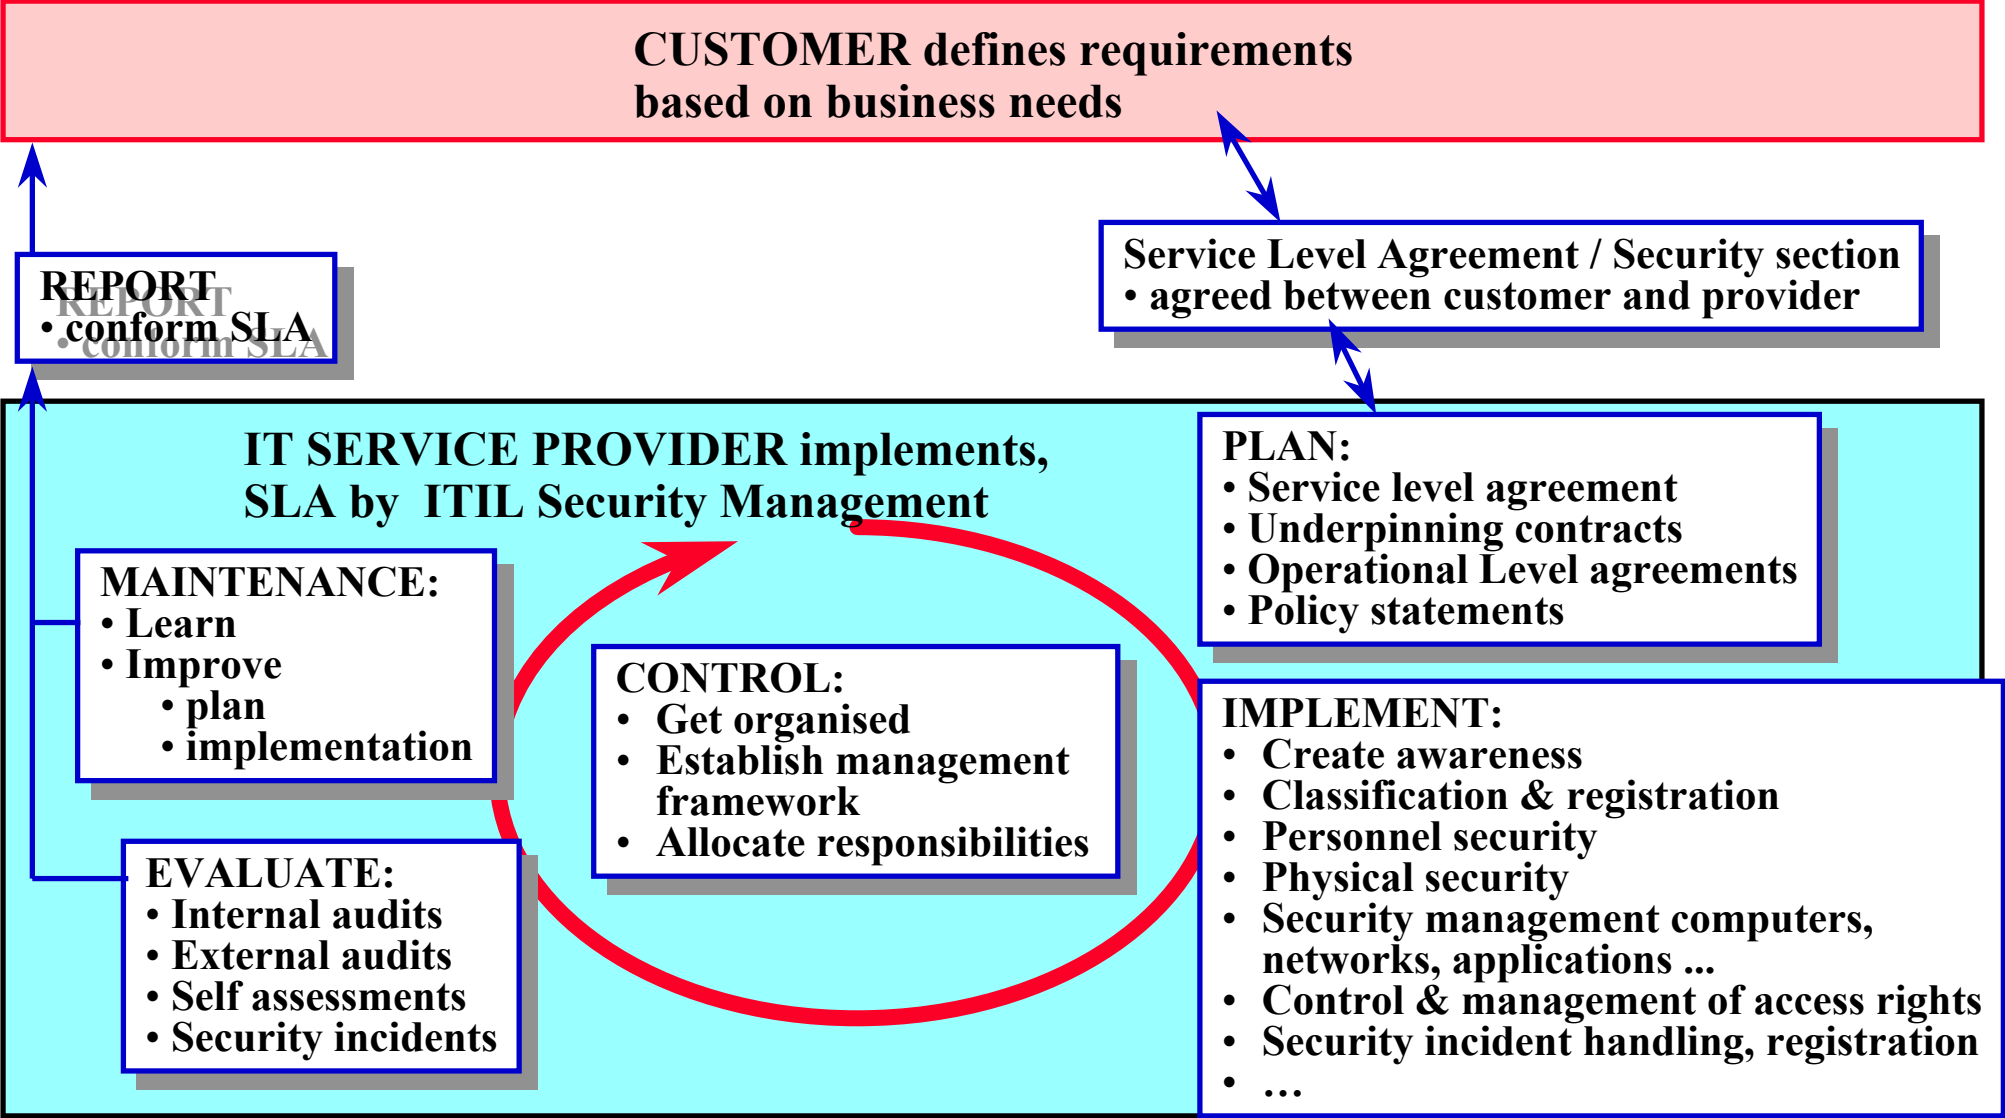 CUSTOMER defines requirements
based on business needs
Service Level Agreement / Security section
• agreed between customer and provider
REPORT
• conform SLA
IT SERVICE PROVIDER implements,
SLA by ITIL Security Management
PLAN:
• Service level agreement
• Underpinning contracts
• Operational Level agreements
• Policy statements
MAINTENANCE:
• Learn
• Improve
• plan
• implementation
CONTROL:
• Get organised
• Establish management
framework
• Allocate responsibilities
IMPLEMENT:
• Create awareness
• Classification & registration
• Personnel security
• Physical security
• Security management computers,
networks, applications ...
• Control & management of access rights
• Security incident handling, registration
• …
EVALUATE:
• Internal audits
• External audits
• Self assessments
• Security incidents